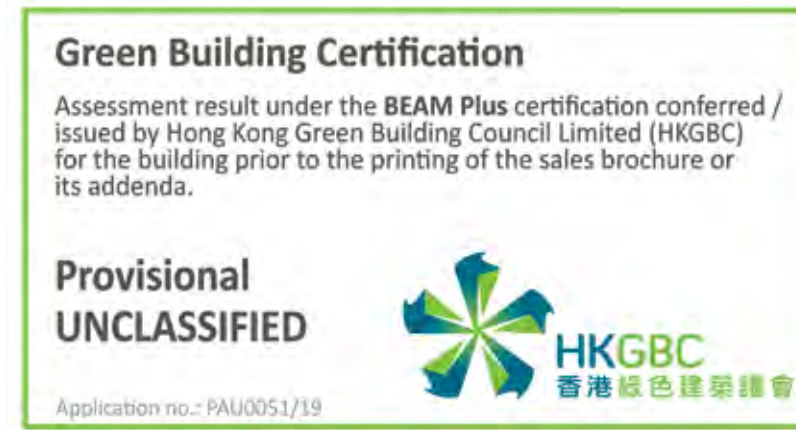 Green Building Certification
Assessment result under the BEAM Plus certification conferred /
issued by Hong Kong Green Building Council Limited (HKGBC)
for the building prior to the printing of the sales brochure or
its addenda.
Provisional
UNCLASSIFIED
HKGBC
香港綠色建築議會
Application no.: PAU0051/19